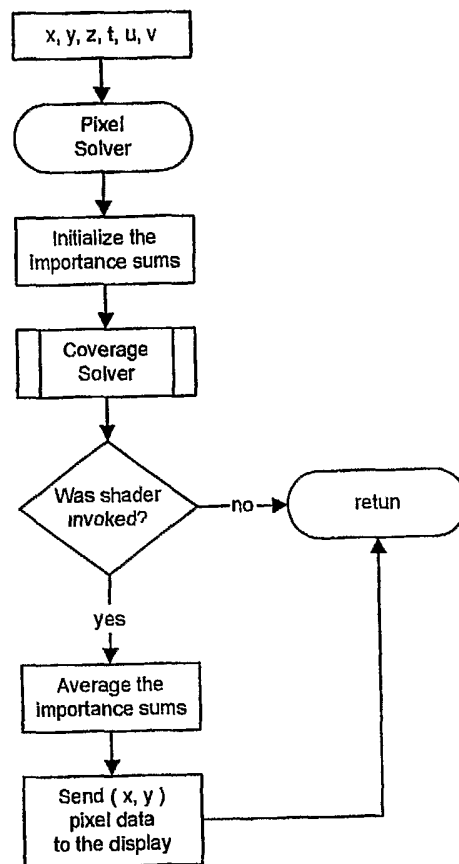 x, y, z, t, u, v
Pixel
Solver
Initialize the
importance sums
Coverage
Solver
Was shader
invoked?
no
retun
yes
Average the
importance sums
Send ( x, y )
pixel data
to the display